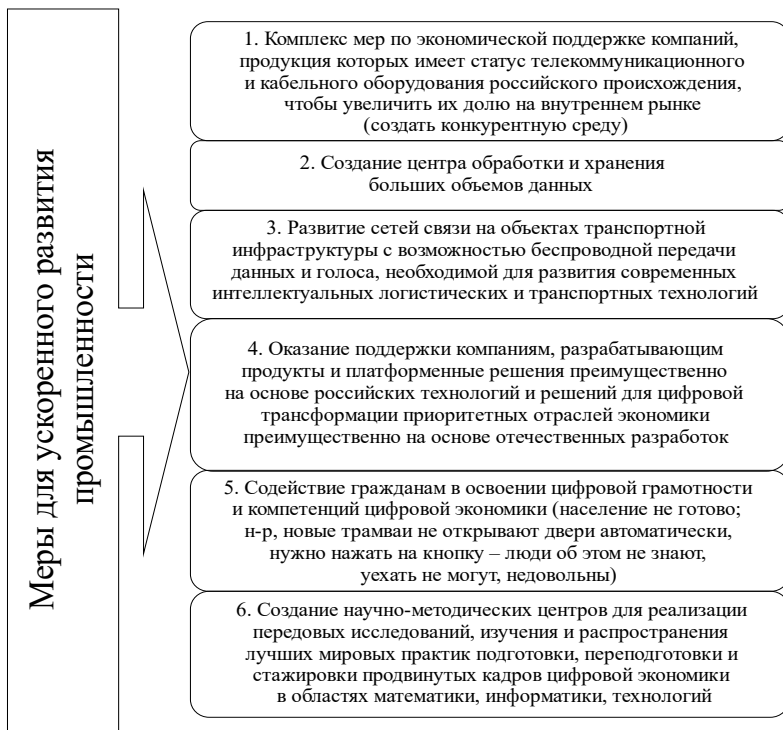 Меры для ускоренного развития
промышленности
1. Комплекс мер по экономической поддержке компаний,
продукция которых имеет статус телекоммуникационного
и кабельного оборудования российского происхождения,
чтобы увеличить их долю на внутреннем рынке
(создать конкурентную среду)
2. Создание центра обработки и хранения
больших объемов данных
3. Развитие сетей связи на объектах транспортной
инфраструктуры с возможностью беспроводной передачи
данных и голоса, необходимой для развития современных
интеллектуальных логистических и транспортных технологий
4. Оказание поддержки компаниям, разрабатывающим
продукты и платформенные решения преимущественно
на основе российских технологий и решений для цифровой
трансформации приоритетных отраслей экономики
преимущественно на основе отечественных разработок
5. Содействие гражданам в освоении цифровой грамотности
и компетенций цифровой экономики (население не готово;
н-р, новые трамваи не открывают двери автоматически,
нужно нажать на кнопку – люди об этом не знают,
уехать не могут, недовольны)
6. Создание научно-методических центров для реализации
передовых исследований, изучения и распространения
лучших мировых практик подготовки, переподготовки и
стажировки продвинутых кадров цифровой экономики
в областях математики, информатики, технологий